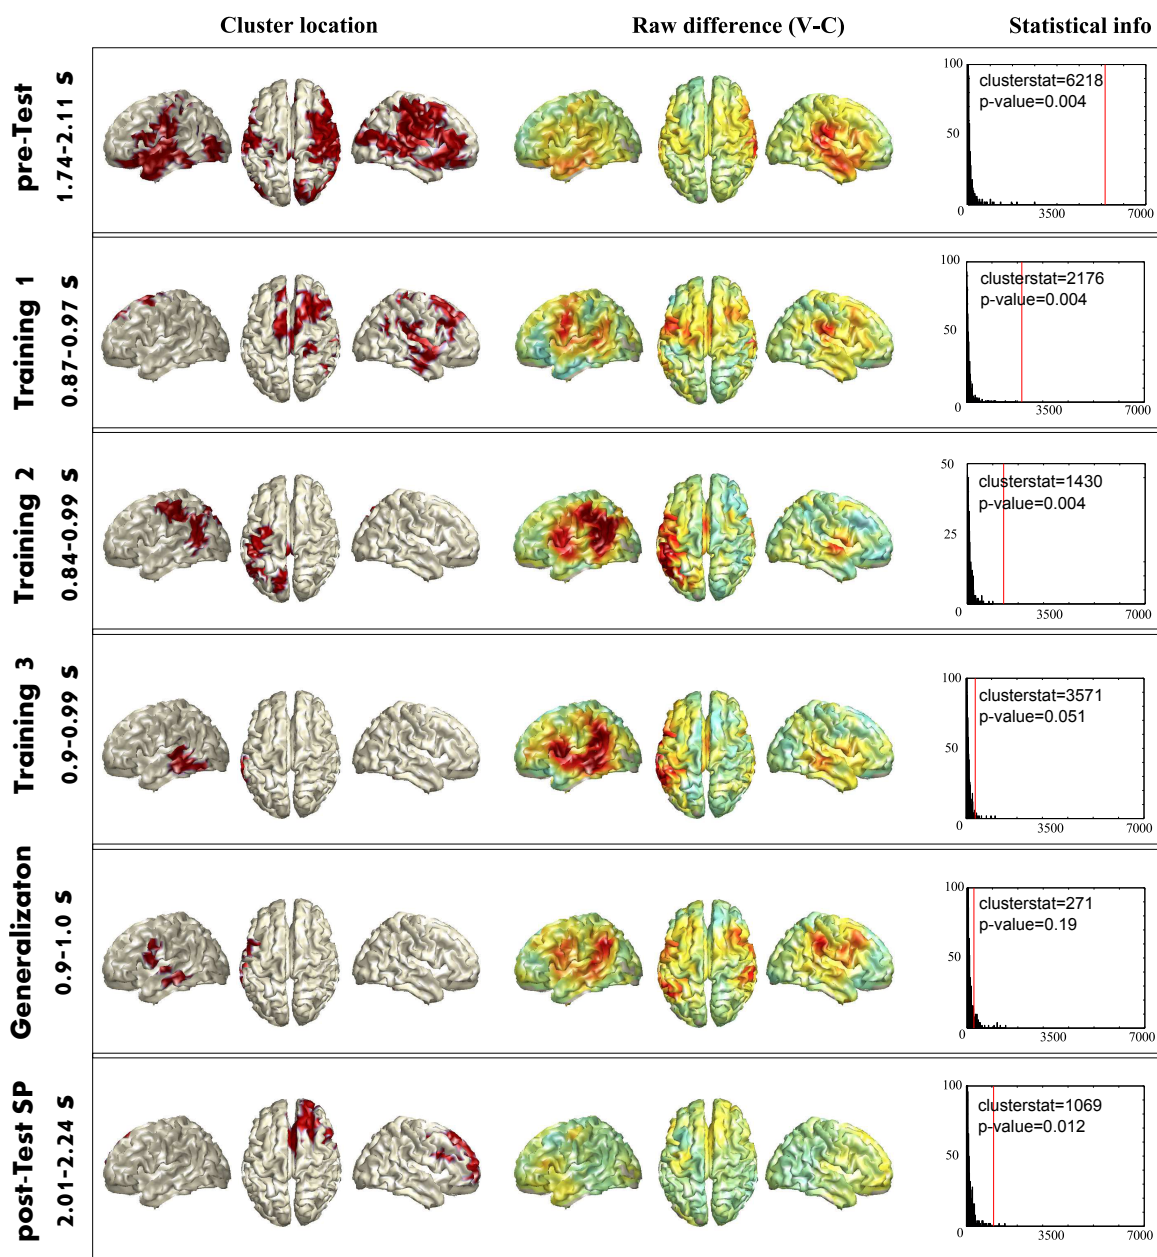 Cluster location Raw difference (V-C) Statistical info
pre-Test
1.74-2.11 S
clusterstat=6218
p-value=0.004
100
50
0 3500 7000
Training 1
0.87-0.97 S
clusterstat=2176
p-value=0.004
100
50
0 3500 7000
Training 2
0.84-0.99 S
clusterstat=1430
p-value=0.004
50
25
0 3500 7000
Training 3
0.9-0.99 S
clusterstat=3571
p-value=0.051
100
50
0 3500 7000
Generalizaton
0.9-1.0 S
clusterstat=271
p-value=0.19
100
50
0 3500 7000
post-Test SP
2.01-2.24 S
clusterstat=1069
p-value=0.012
100
50
0 3500 7000